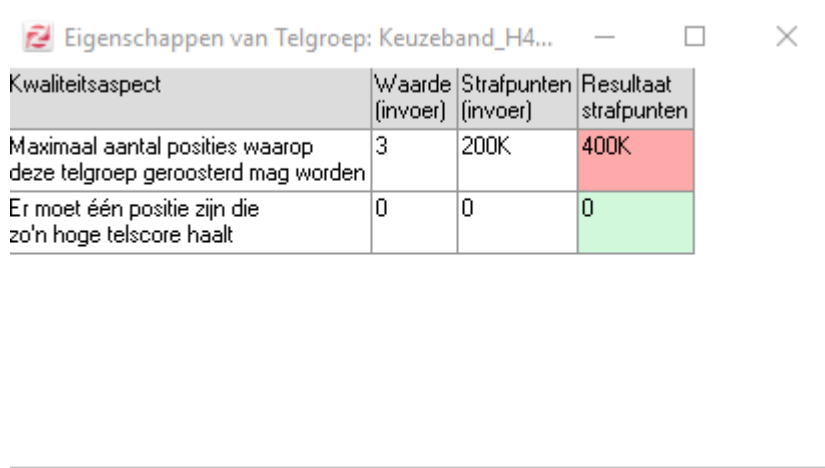 Eigenschappen van Telgroep: Keuzeband_H4...
Kwaliteitsaspect Waarde (invoer) Strafpunten (invoer) Resultaat strafpunten
Maximaal aantal posities waarop
deze telgroep geroosterd mag worden 3 200K 400K
Er moet één positie zijn die
zo'n hoge telscore haalt 0 0 0